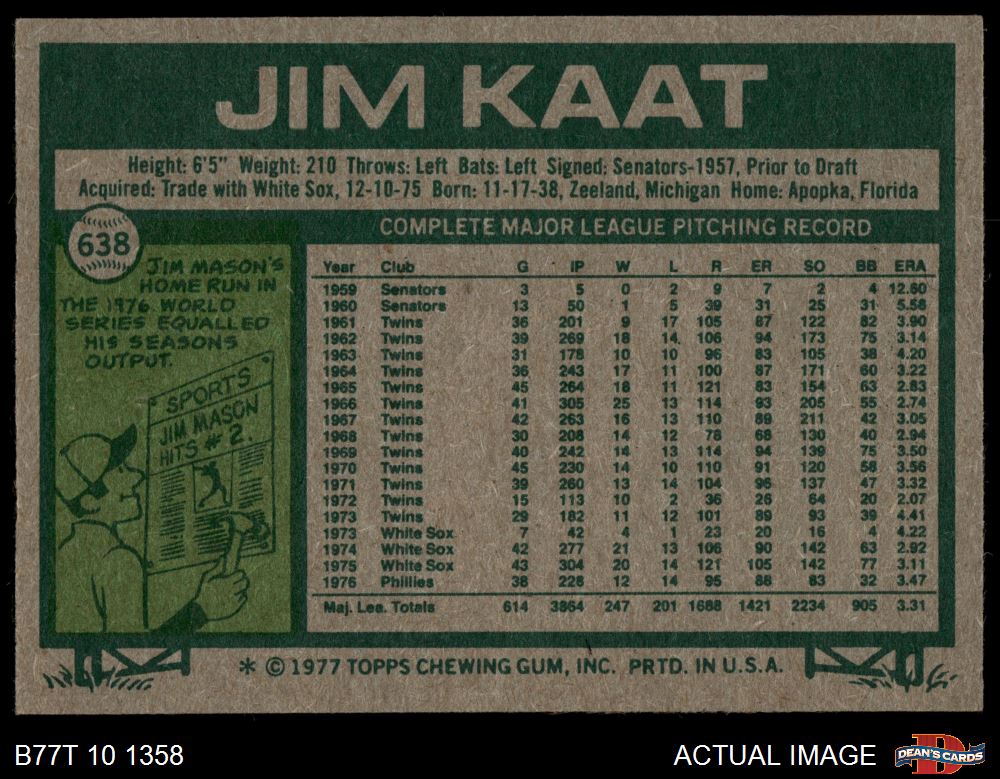 JIM KAAT
Height: 6'5" Weight: 210 Throws: Left Bats: Left Signed: Senators-1957, Prior to Draft
Acquired: Trade with White Sox, 12-10-75 Born: 11-17-38, Zeeland, Michigan Home: Apopka, Florida
638
JIM MASON'S
HOME RUN IN
THE 1976 WORLD
SERIES EQUALLED
HIS SEASONS
OUTPUT.
SPORTS
JIM MASON
HITS #2.
COMPLETE MAJOR LEAGUE PITCHING RECORD
Year Club G IP W L R ER SO BB ERA
1959 Senators 3 5 0 2 9 7 2 4 12.60
1960 Senators 13 50 1 5 39 31 25 31 5.58
1961 Twins 36 201 9 17 105 87 122 82 3.90
1962 Twins 39 269 18 14 106 94 173 75 3.14
1963 Twins 31 178 10 10 96 83 105 38 4.20
1964 Twins 36 243 17 11 100 87 171 60 3.22
1965 Twins 45 264 18 11 121 83 154 63 2.83
1966 Twins 41 305 25 13 114 93 205 55 2.74
1967 Twins 42 263 16 13 110 89 211 42 3.05
1968 Twins 30 208 14 12 78 68 130 40 2.94
1969 Twins 40 242 14 13 114 94 139 75 3.50
1970 Twins 45 230 14 10 110 91 120 58 3.56
1971 Twins 39 260 13 14 104 96 137 47 3.32
1972 Twins 15 113 10 2 36 26 64 20 2.07
1973 Twins 29 182 11 12 101 89 93 39 4.41
1973 White Sox 7 42 4 1 23 20 16 4 4.22
1974 White Sox 42 277 21 13 106 90 142 63 2.92
1975 White Sox 43 304 20 14 121 105 142 77 3.11
1976 Phillies 38 228 12 14 95 88 83 32 3.47
Maj. Lea. Totals 614 3864 247 201 1688 1421 2234 905 3.31
* © 1977 TOPPS CHEWING GUM, INC. PRTD. IN U.S.A.
B77T 10 1358
ACTUAL IMAGE
DEAN'S CARDS